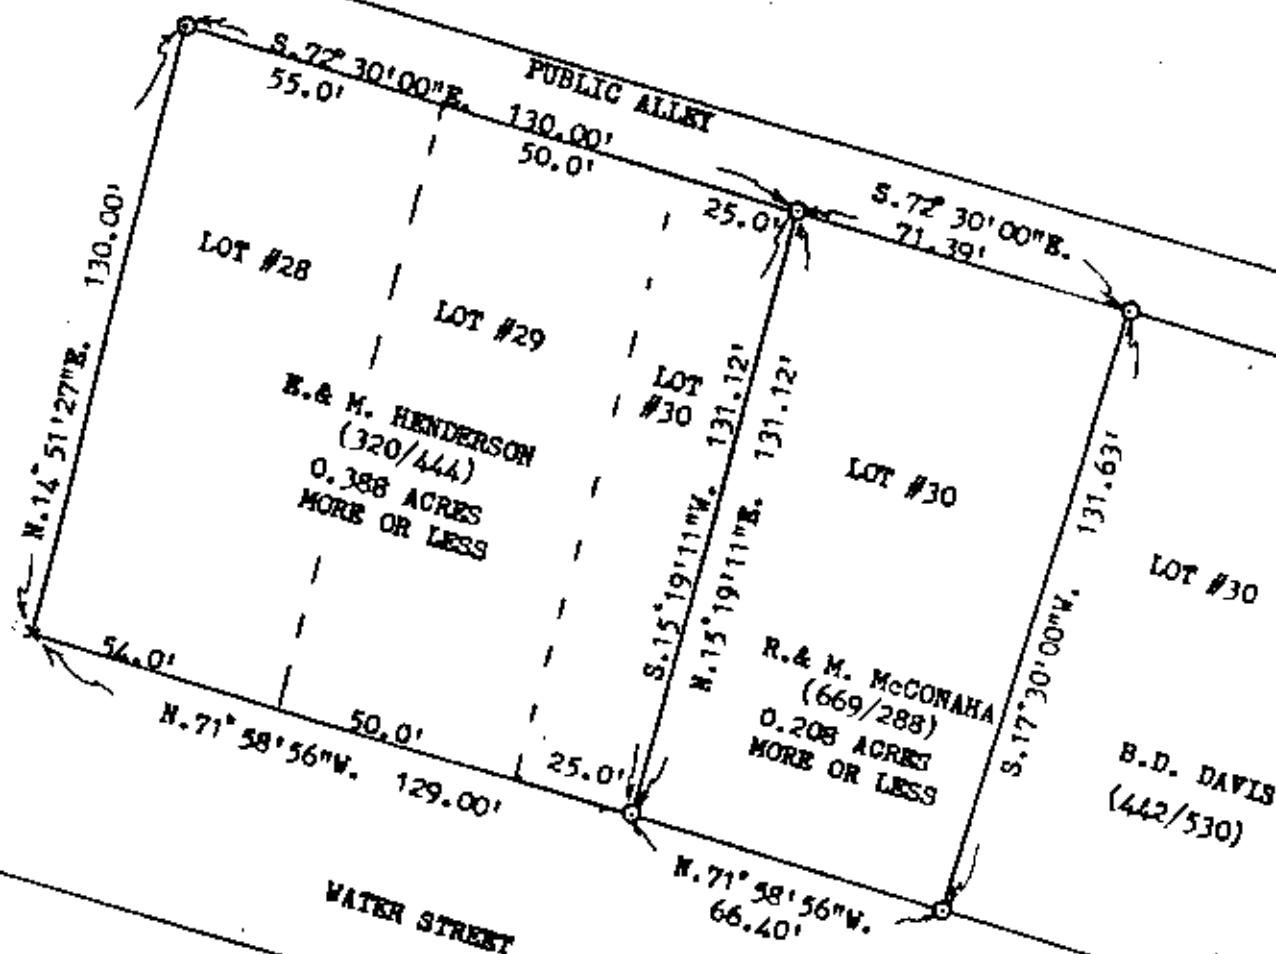 S.72°30'00"E.
55.0'
PUBLIC ALLEY
130.00'
50.0'
25.0'
S.72°30'00"E.
71.39'
N.14°51'27"E. 130.00'
LOT #28
LOT #29
LOT
#30
E.& M. HENDERSON
(320/444)
0.388 ACRES
MORE OR LESS
S.15°19'11"W. 131.12'
N.15°19'11"E. 131.12'
LOT #30
R.& M. McCONAHA
(669/288)
0.208 ACRES
MORE OR LESS
S.17°30'00"W. 131.63'
LOT #30
B.D. DAVIS
(442/530)
54.0'
50.0'
25.0'
N.71°58'56"W. 129.00'
N.71°58'56"W.
66.40'
WATER STREET